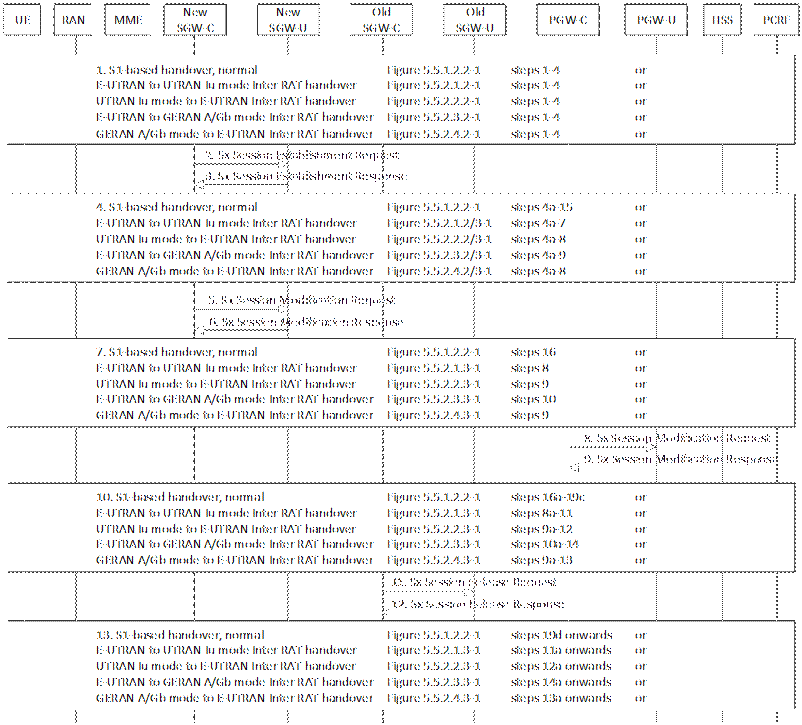 UE RAN MME New SGW-C New SGW-U Old SGW-C Old SGW-U PGW-C PGW-U HSS PCRF
1. S1-based handover, normal Figure 5.5.1.2.2-1 steps 1-4 or
E-UTRAN to UTRAN Iu mode Inter RAT handover Figure 5.5.2.1.2-1 steps 1-4 or
UTRAN Iu mode to E-UTRAN Inter RAT handover Figure 5.5.2.2.2-1 steps 1-4 or
E-UTRAN to GERAN A/Gb mode Inter RAT handover Figure 5.5.2.3.2-1 steps 1-4 or
GERAN A/Gb mode to E-UTRAN Inter RAT handover Figure 5.5.2.4.2-1 steps 1-4 or
2. Sx Session Establishment Request
3. Sx Session Establishment Response
4. S1-based handover, normal Figure 5.5.1.2.2-1 steps 4a-15 or
E-UTRAN to UTRAN Iu mode Inter RAT handover Figure 5.5.2.1.2/3-1 steps 4a-7 or
UTRAN Iu mode to E-UTRAN Inter RAT handover Figure 5.5.2.2.2/3-1 steps 4a-8 or
E-UTRAN to GERAN A/Gb mode Inter RAT handover Figure 5.5.2.3.2/3-1 steps 4a-9 or
GERAN A/Gb mode to E-UTRAN Inter RAT handover Figure 5.5.2.4.2/3-1 steps 4a-8 or
5. Sx Session Modification Request
6. Sx Session Modification Response
7. S1-based handover, normal Figure 5.5.1.2.2-1 steps 16 or
E-UTRAN to UTRAN Iu mode Inter RAT handover Figure 5.5.2.1.3-1 steps 8 or
UTRAN Iu mode to E-UTRAN Inter RAT handover Figure 5.5.2.2.3-1 steps 9 or
E-UTRAN to GERAN A/Gb mode Inter RAT handover Figure 5.5.2.3.3-1 steps 10 or
GERAN A/Gb mode to E-UTRAN Inter RAT handover Figure 5.5.2.4.3-1 steps 9 or
8. Sx Session Modification Request
9. Sx Session Modification Response
10. S1-based handover, normal Figure 5.5.1.2.2-1 steps 16a-19c or
E-UTRAN to UTRAN Iu mode Inter RAT handover Figure 5.5.2.1.3-1 steps 8a-11 or
UTRAN Iu mode to E-UTRAN Inter RAT handover Figure 5.5.2.2.3-1 steps 9a-12 or
E-UTRAN to GERAN A/Gb mode Inter RAT handover Figure 5.5.2.3.3-1 steps 10a-14 or
GERAN A/Gb mode to E-UTRAN Inter RAT handover Figure 5.5.2.4.3-1 steps 9a-13 or
11. Sx Session Release Request
12. Sx Session Release Response
13. S1-based handover, normal Figure 5.5.1.2.2-1 steps 19d onwards or
E-UTRAN to UTRAN Iu mode Inter RAT handover Figure 5.5.2.1.3-1 steps 11a onwards or
UTRAN Iu mode to E-UTRAN Inter RAT handover Figure 5.5.2.2.3-1 steps 12a onwards or
E-UTRAN to GERAN A/Gb mode Inter RAT handover Figure 5.5.2.3.3-1 steps 14a onwards or
GERAN A/Gb mode to E-UTRAN Inter RAT handover Figure 5.5.2.4.3-1 steps 13a onwards or